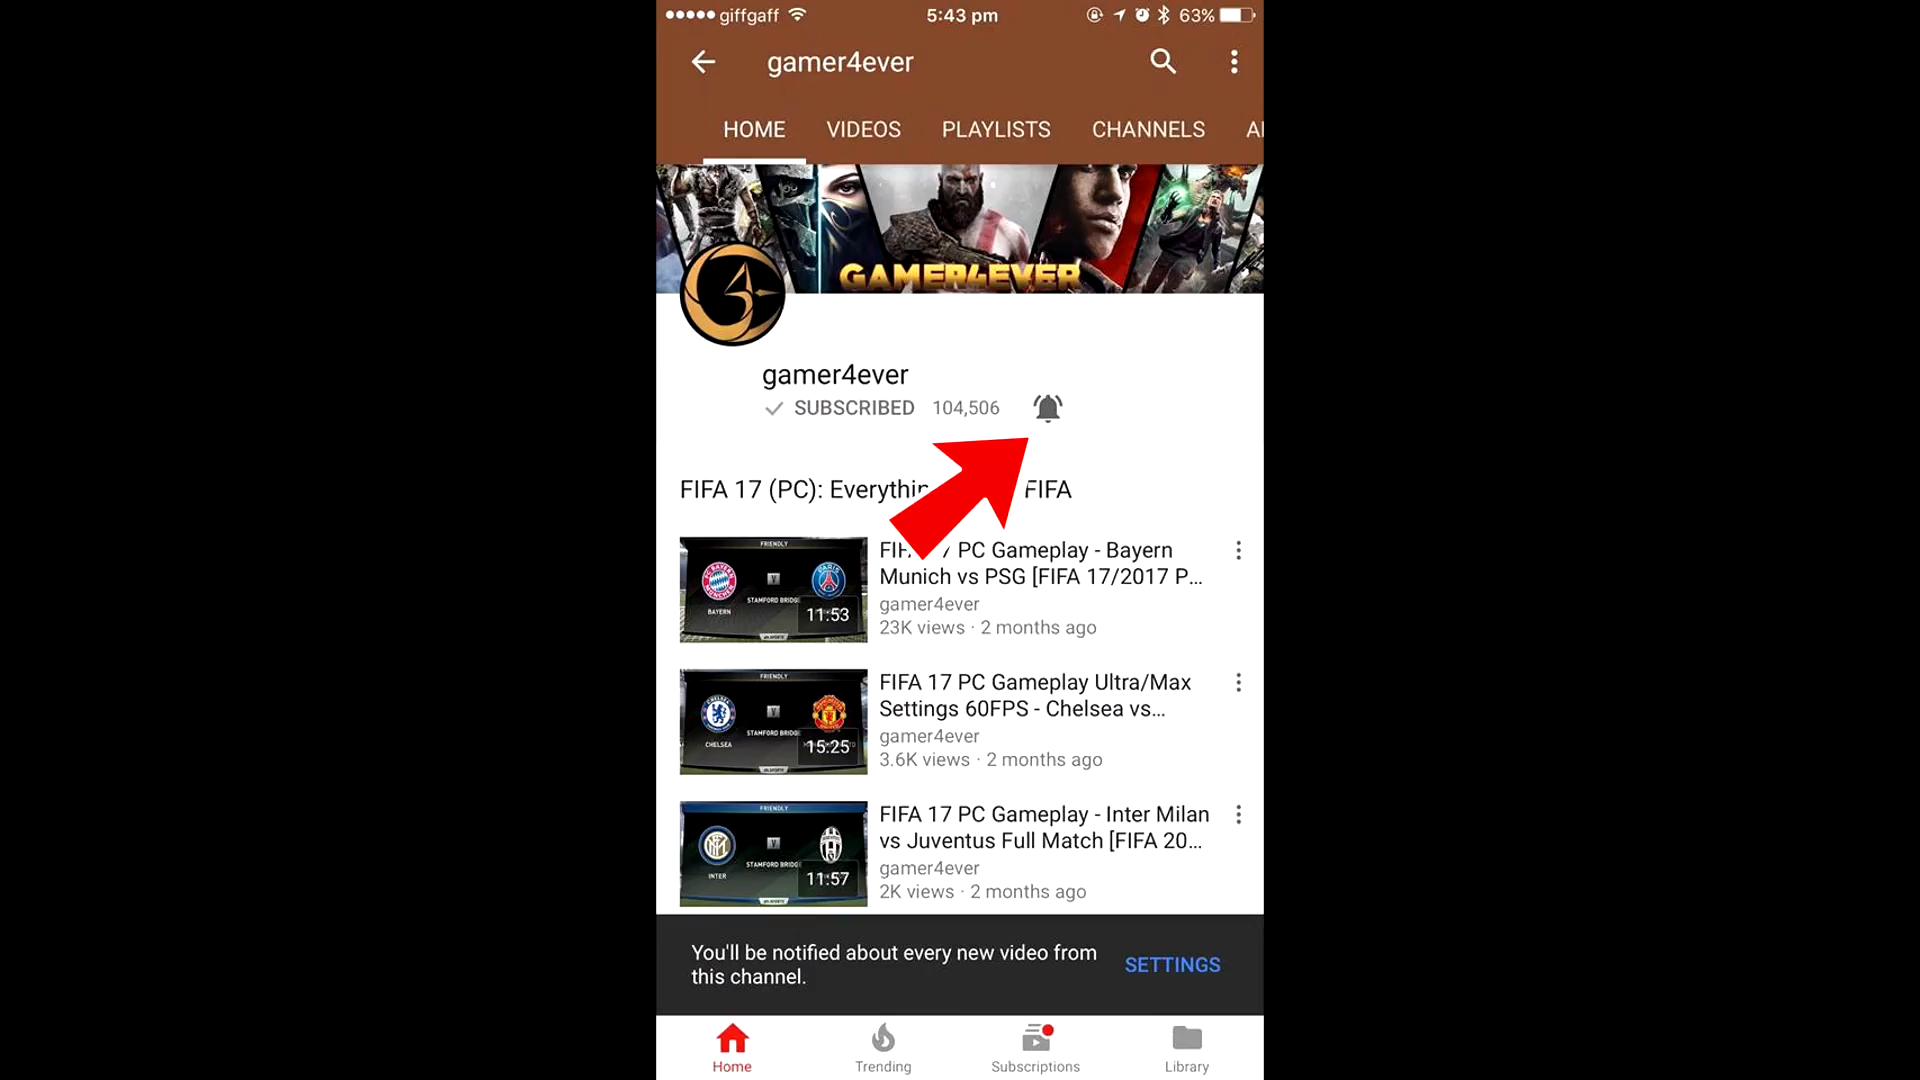 giffgaff 5:43 pm 63%
gamer4ever
HOME VIDEOS PLAYLISTS CHANNELS
GAMER4EVER
gamer4ever
SUBSCRIBED 104,506
FIFA 17 (PC): Everythin FIFA
FRIENDLY
V
STAMFORD BRIDGE
BAYERN
11:53
FIFA 17 PC Gameplay - Bayern
Munich vs PSG [FIFA 17/2017 P...
gamer4ever
23K views · 2 months ago
FRIENDLY
V
STAMFORD BRIDGE
CHELSEA
15:25
FIFA 17 PC Gameplay Ultra/Max
Settings 60FPS - Chelsea vs...
gamer4ever
3.6K views · 2 months ago
FRIENDLY
V
STAMFORD BRIDG
INTER
11:57
FIFA 17 PC Gameplay - Inter Milan
vs Juventus Full Match [FIFA 20...
gamer4ever
2K views · 2 months ago
You'll be notified about every new video from
this channel.
SETTINGS
Home Trending Subscriptions Library